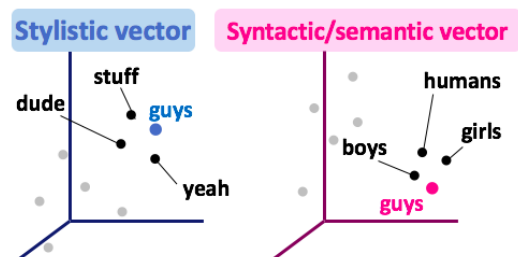 Stylistic vector
stuff
dude
guys
yeah
Syntactic/semantic vector
humans
boys
girls
guys